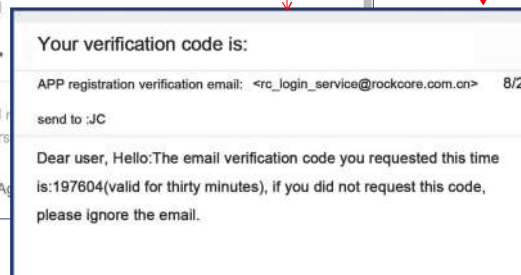 Your verification code is:
APP registration verification email: <rc_login_service@rockcore.com.cn> 8/2
send to :JC
Dear user, Hello:The email verification code you requested this time
is:197604(valid for thirty minutes), if you did not request this code,
please ignore the email.